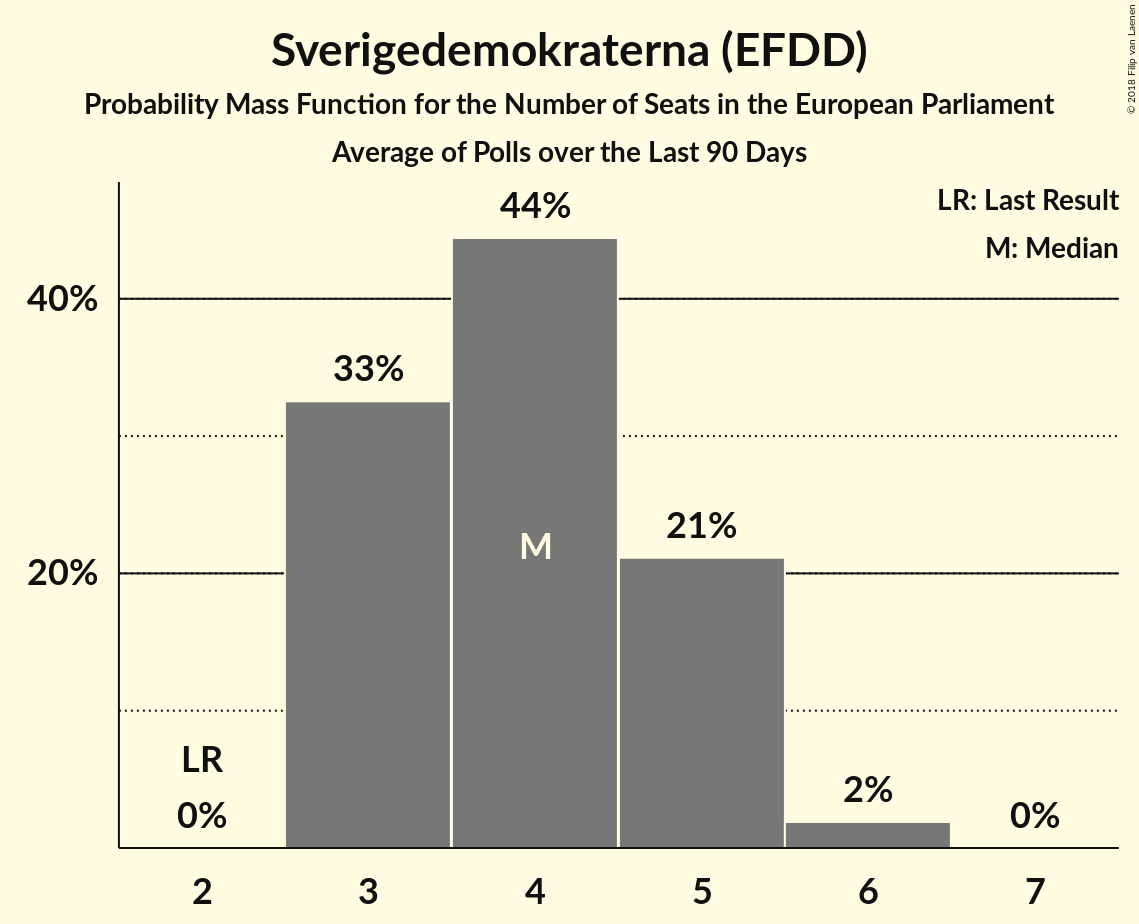 Sverigedemokraterna (EFDD)
Probability Mass Function for the Number of Seats in the European Parliament
Average of Polls over the Last 90 Days
© 2018 Filip van Laenen
LR: Last Result
M: Median
44%
40%
33%
M
21%
20%
LR
0%
2%
0%
2 3 4 5 6 7